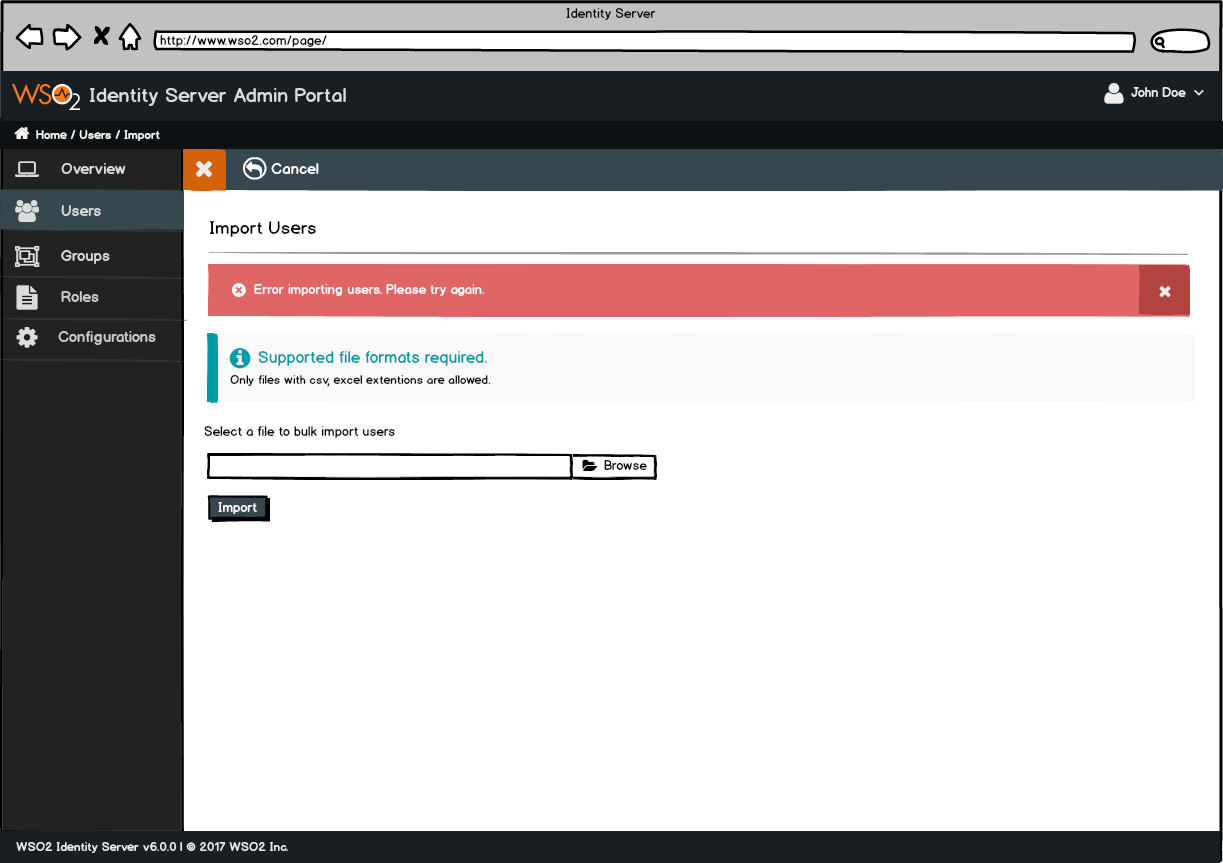 Identity Server
http://www.wso2.com/page/
WSO2 Identity Server Admin Portal
John Doe
Home / Users / Import
Overview
Cancel
Users
Import Users
Groups
Error importing users. Please try again.
Roles
Configurations
Supported file formats required.
Only files with csv, excel extentions are allowed.
Select a file to bulk import users
Browse
Import
WSO2 Identity Server v6.0.0 | © 2017 WSO2 Inc.